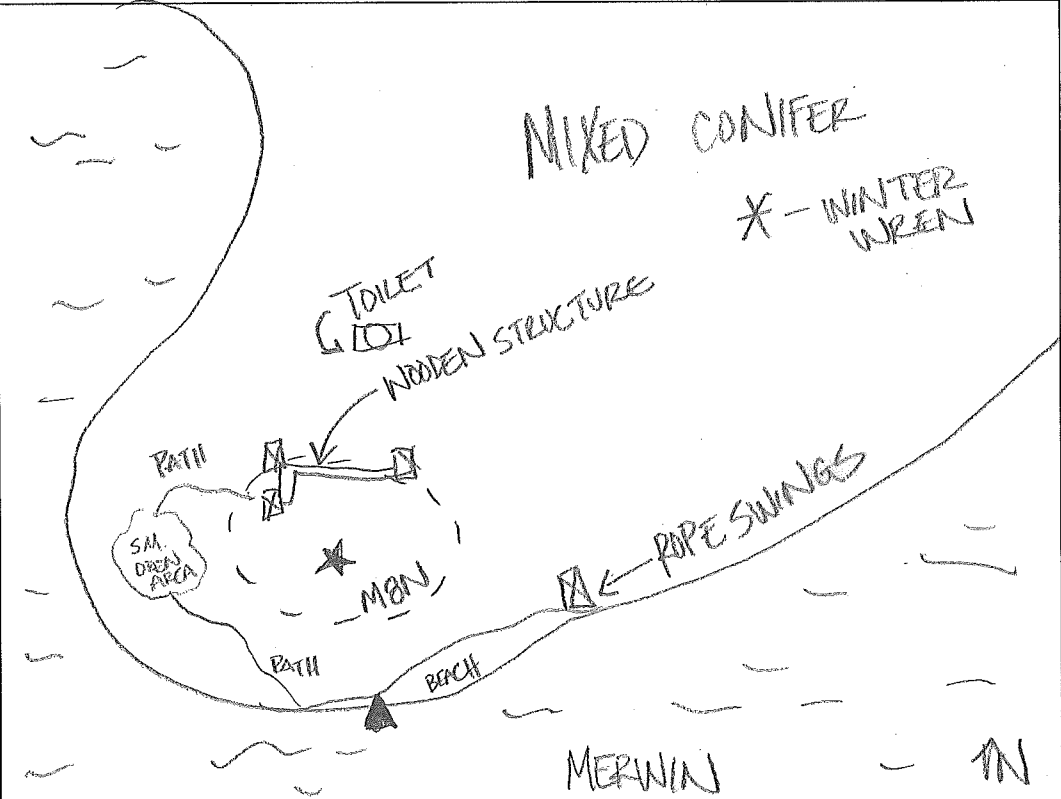 MIXED CONIFER
* - WINTER
WREN
TOILET
WOODEN STRUCTURE
PATH
SM.
OPEN
AREA
MBN
ROPE SWINGS
PATH
BEACH
MERWIN
N